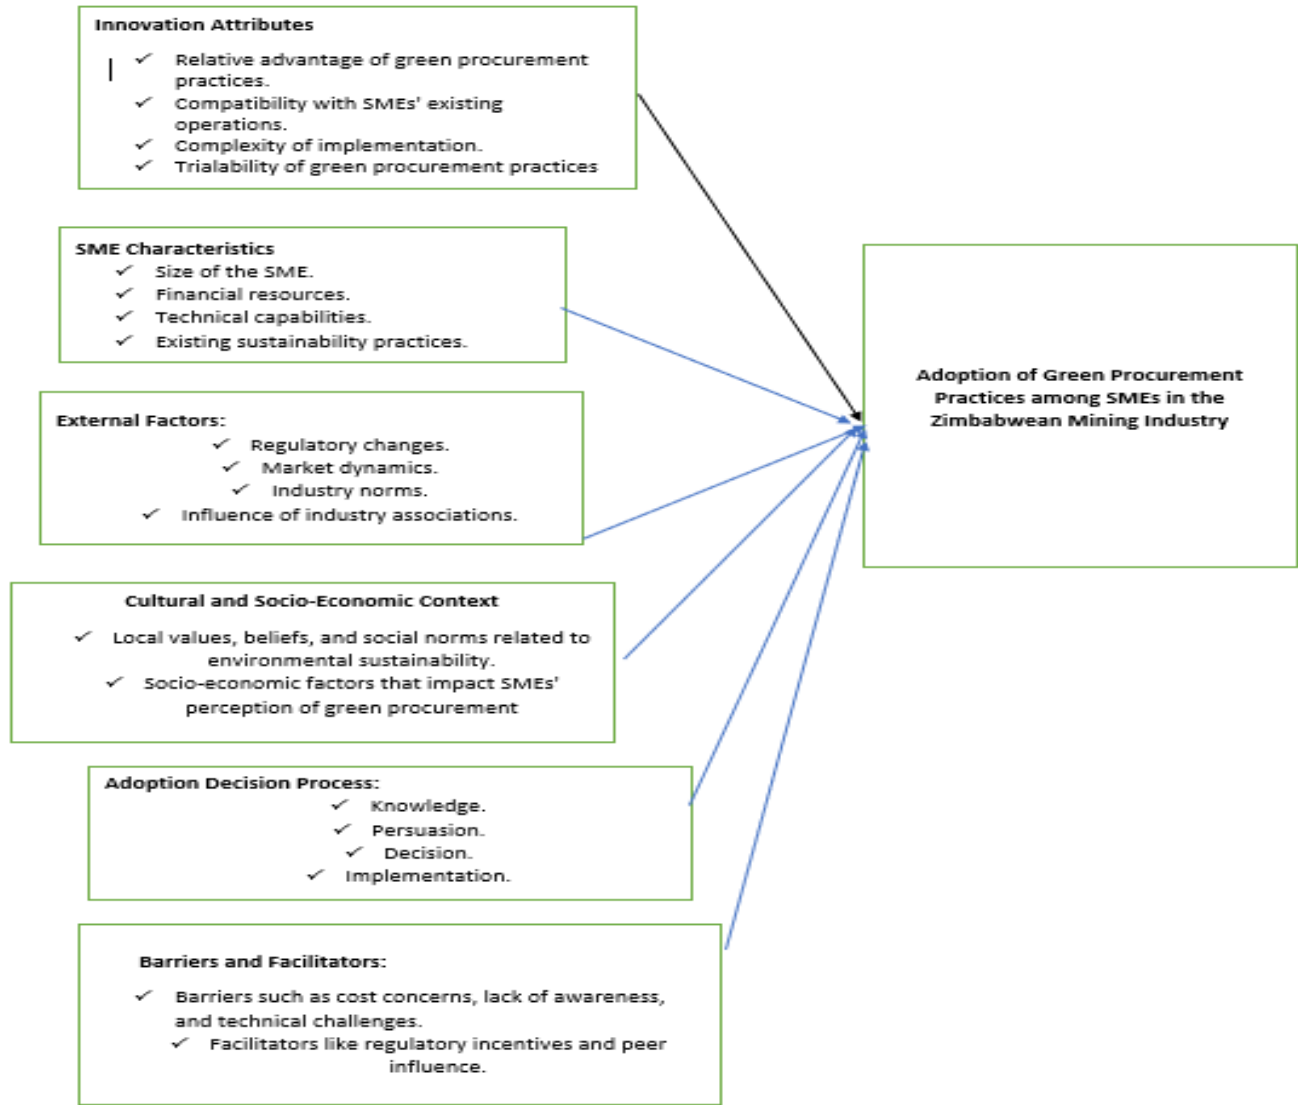 Innovation Attributes
✓ Relative advantage of green procurement
practices.
✓ Compatibility with SMEs' existing
operations.
✓ Complexity of implementation.
✓ Trialability of green procurement practices
SME Characteristics
✓ Size of the SME.
✓ Financial resources.
✓ Technical capabilities.
✓ Existing sustainability practices.
External Factors:
✓ Regulatory changes.
✓ Market dynamics.
✓ Industry norms.
✓ Influence of industry associations.
Cultural and Socio-Economic Context
✓ Local values, beliefs, and social norms related to
environmental sustainability.
✓ Socio-economic factors that impact SMEs'
perception of green procurement
Adoption Decision Process:
✓ Knowledge.
✓ Persuasion.
✓ Decision.
✓ Implementation.
Barriers and Facilitators:
✓ Barriers such as cost concerns, lack of awareness,
and technical challenges.
✓ Facilitators like regulatory incentives and peer
influence.
Adoption of Green Procurement
Practices among SMEs in the
Zimbabwean Mining Industry